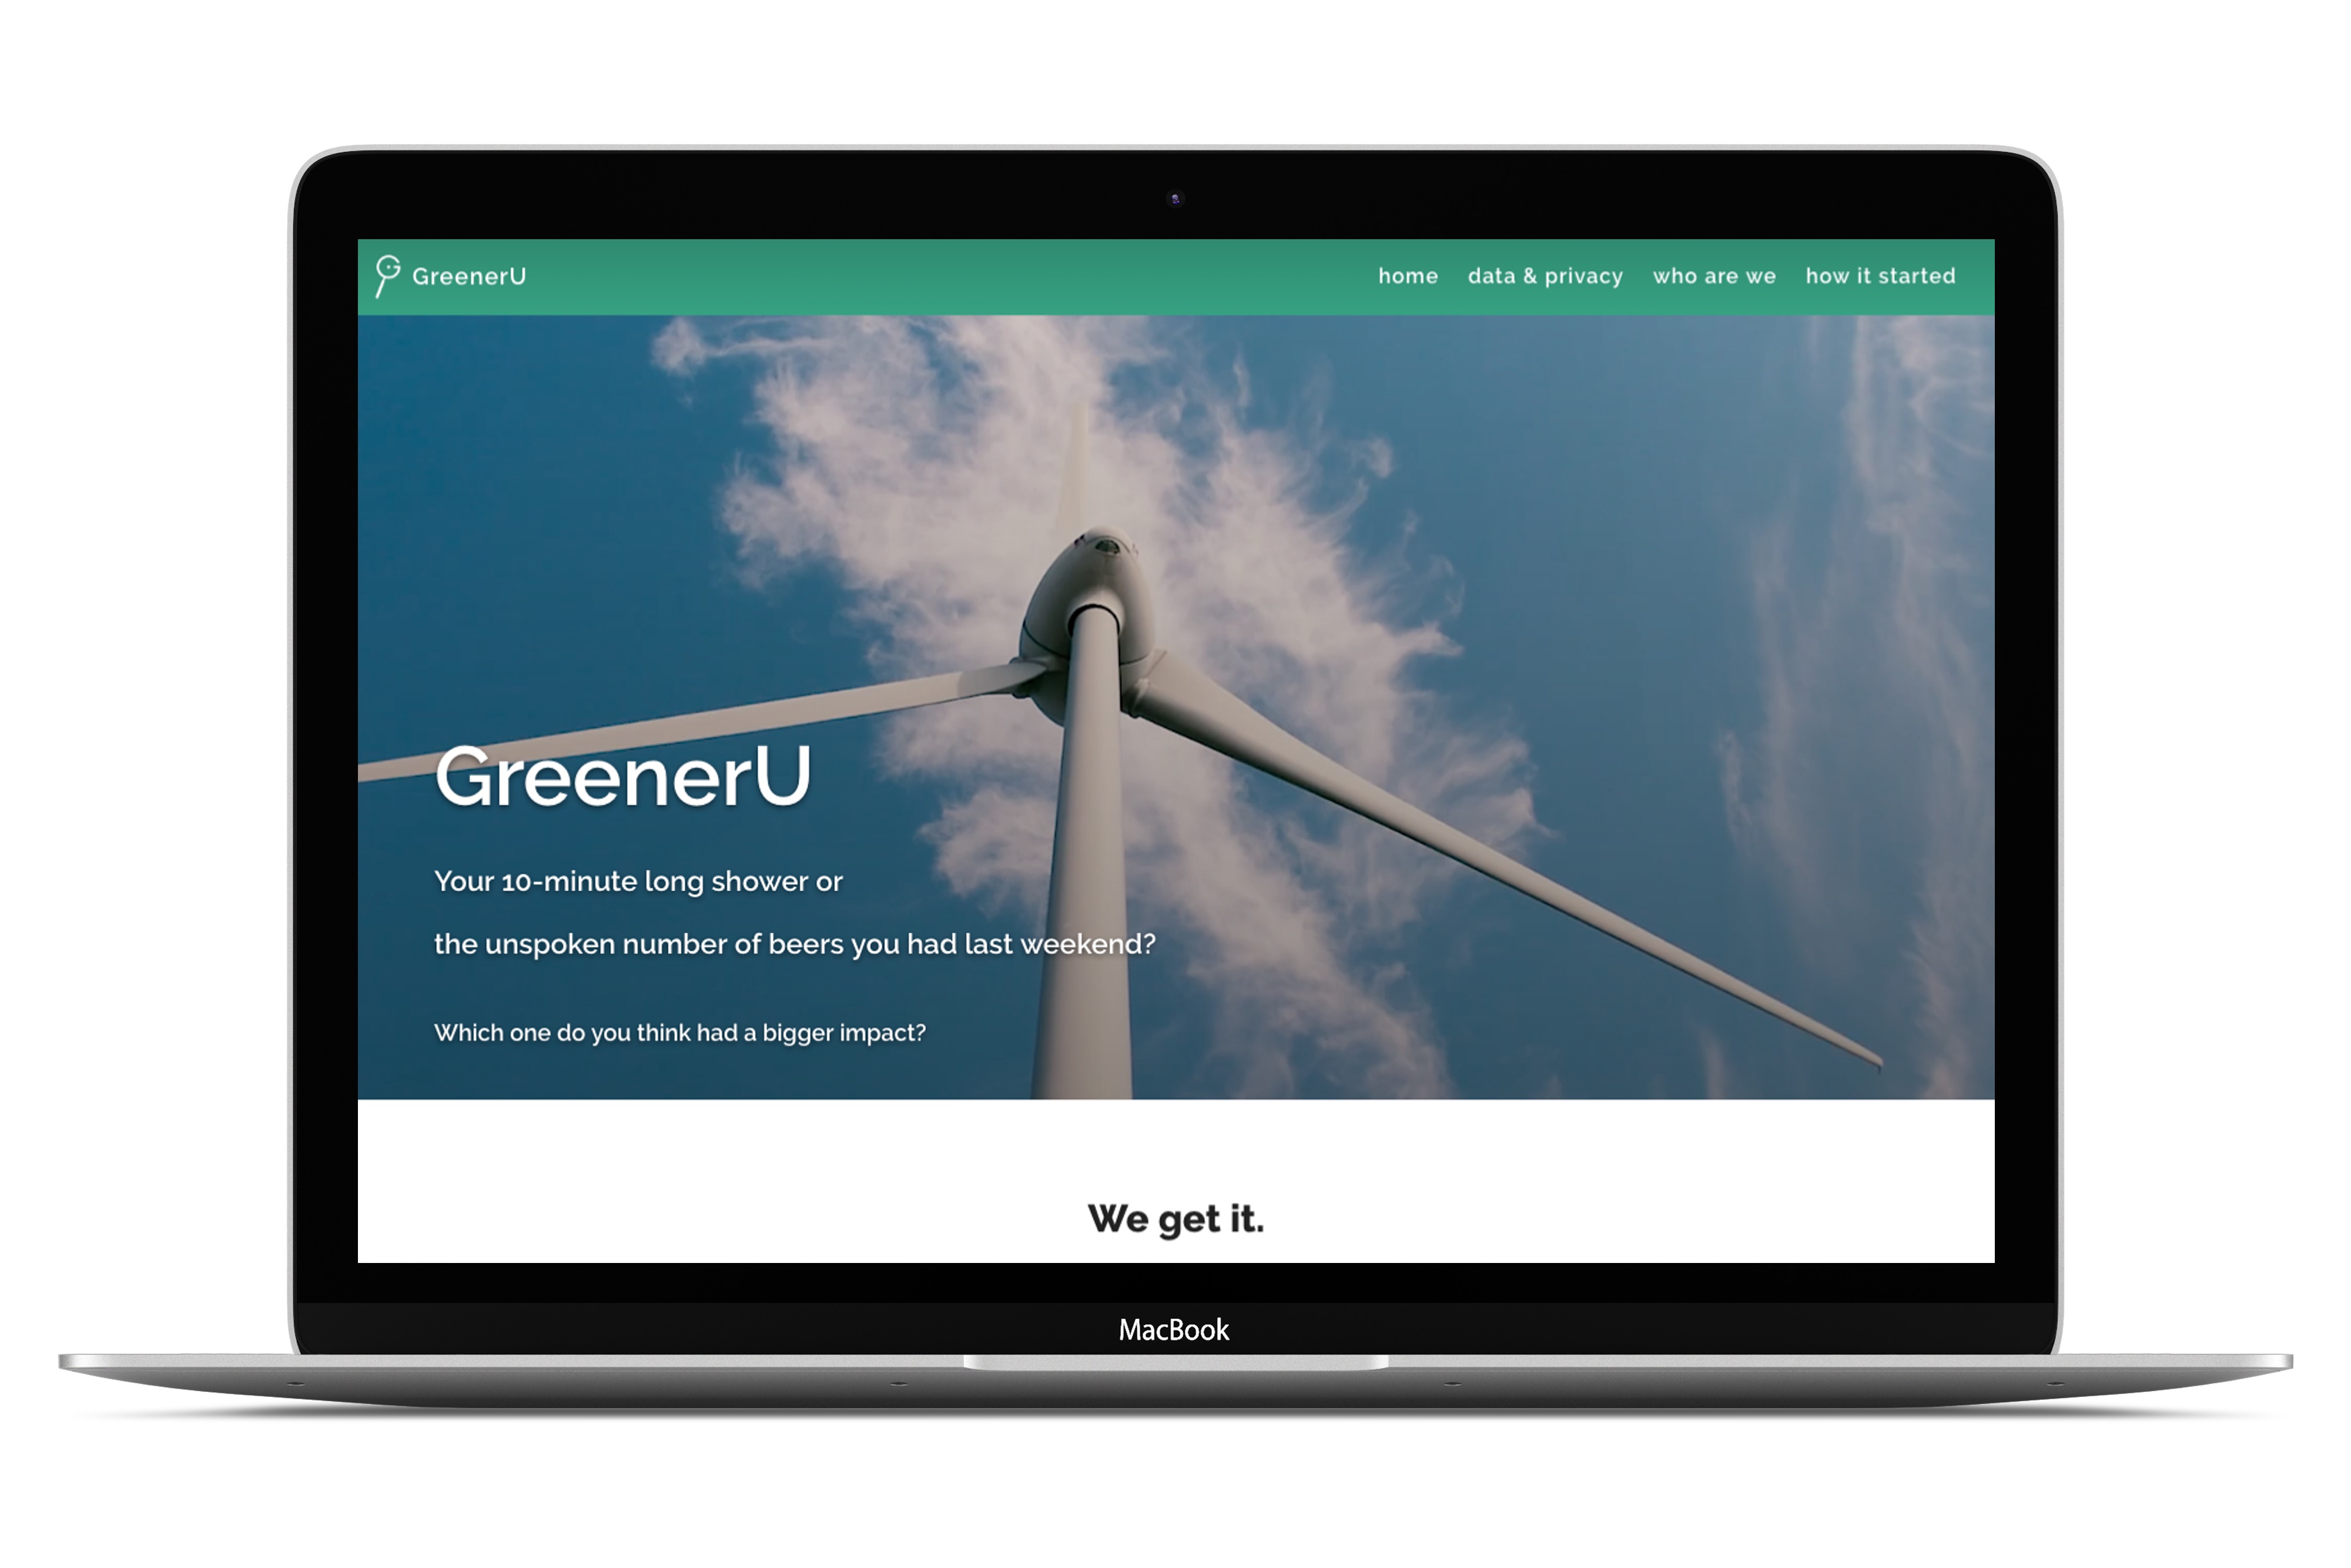 GreenerU
home data & privacy who are we how it started
GreenerU
Your 10-minute long shower or
the unspoken number of beers you had last weekend?
Which one do you think had a bigger impact?
We get it.
MacBook